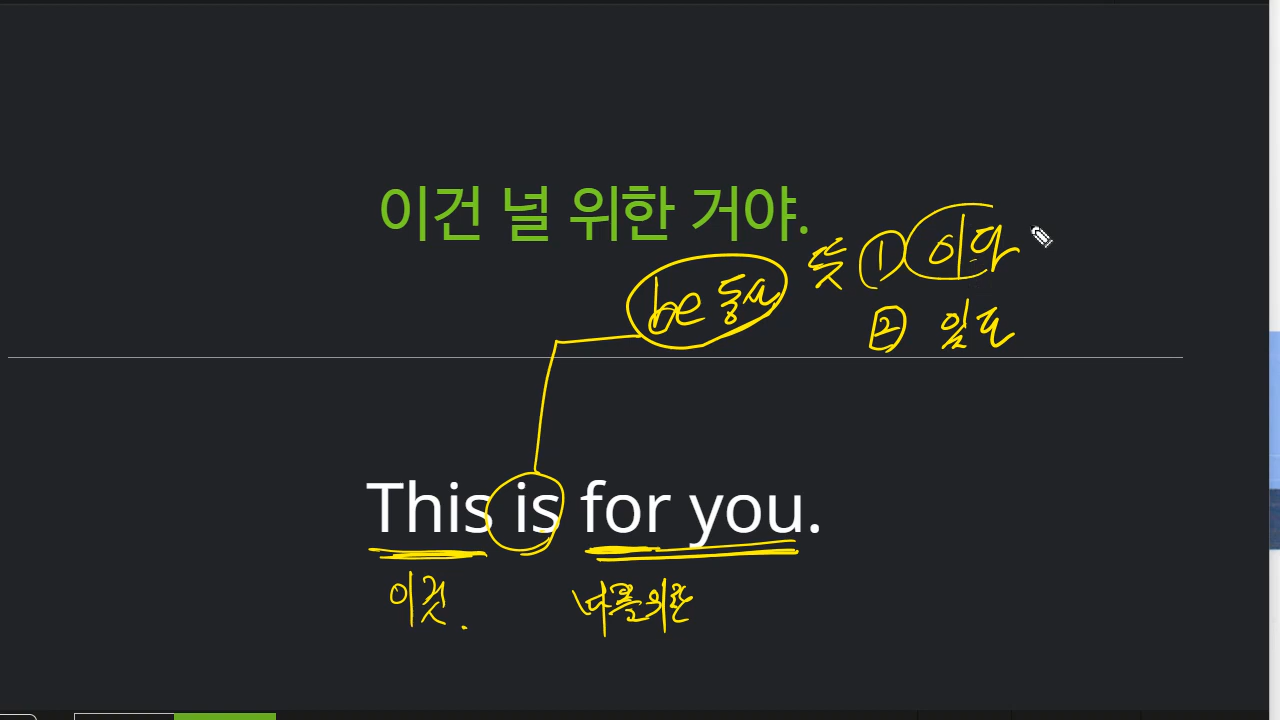 이건 널 위한 거야.
be 동사 뜻 ① 이다
② 있다
This is for you.
이것. 너를위한